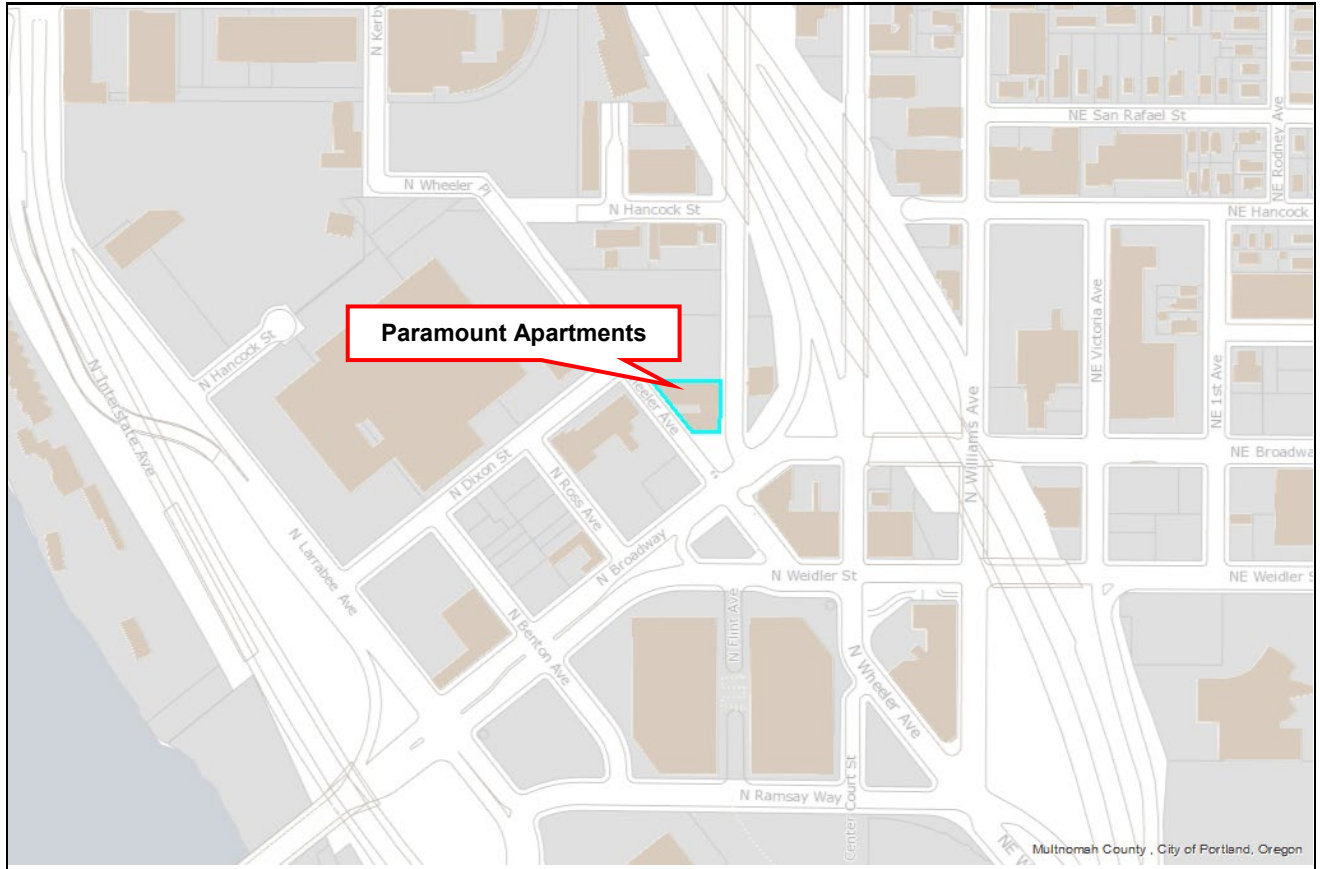 N Kerby
NE San Rafael St
NE Rodney Ave
N Wheeler Pl
N Hancock St
NE Hancock
Paramount Apartments
N Hancock St
N Interstate Ave
NE Victoria Ave
NE 1st Ave
eeler Ave
N Dixon St
N Ross Ave
N Williams Ave
NE Broadwa
N Larrabee Ave
N Broadway
N Weidler St
NE Weidler S
N Benton Ave
N Flint Ave
N Wheeler Ave
N Ramsay Way
Center Court St
NE W
Multnomah County , City of Portland, Oregon